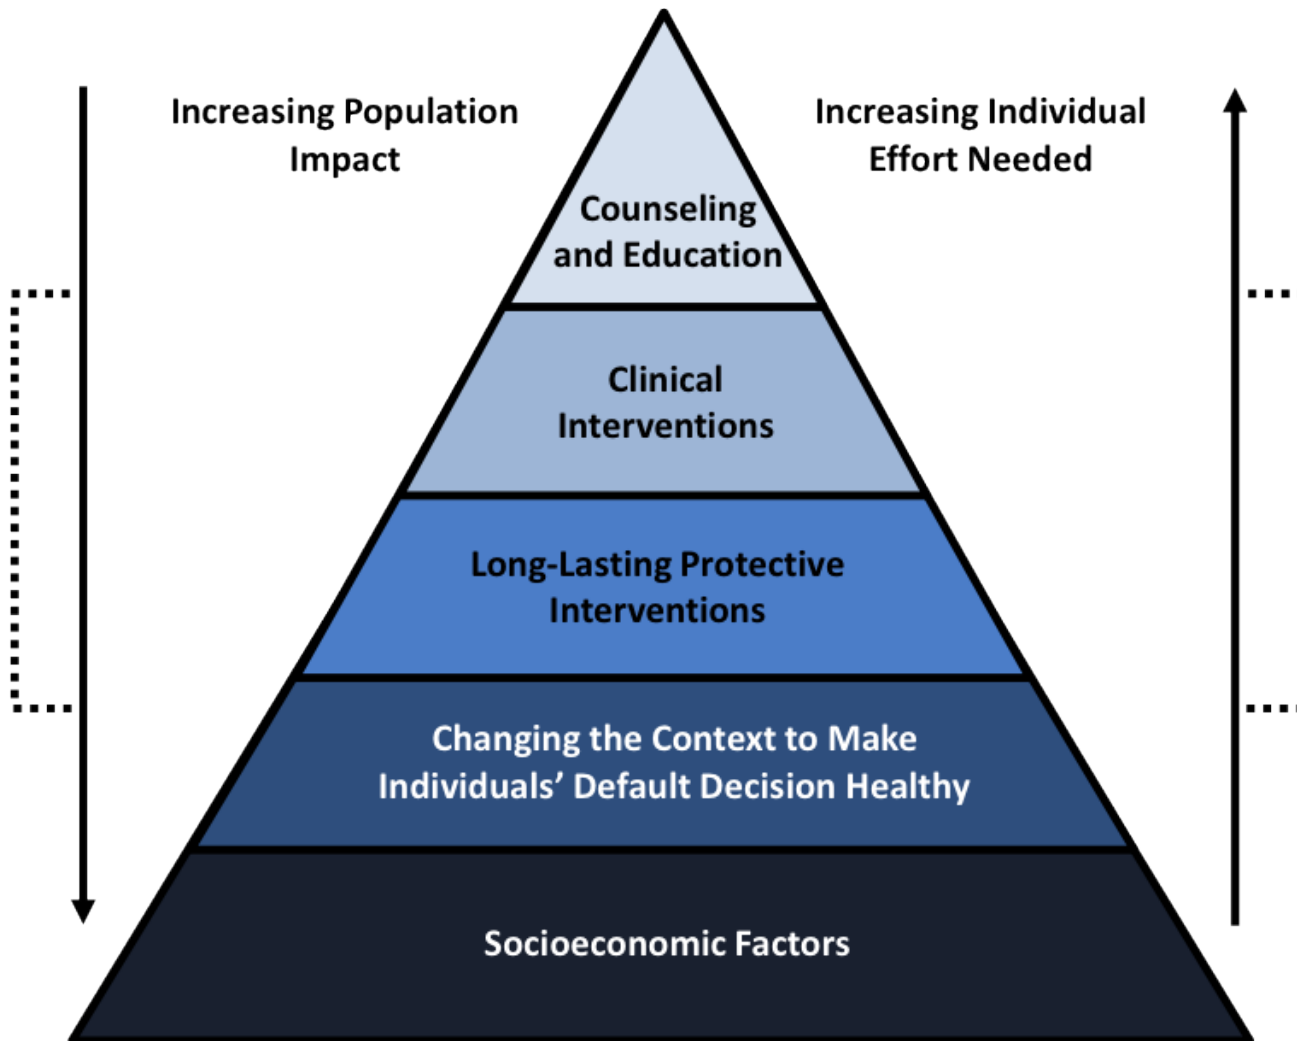 Increasing Population
Impact
Increasing Individual
Effort Needed
Counseling
and Education
Clinical
Interventions
Long-Lasting Protective
Interventions
Changing the Context to Make
Individuals’ Default Decision Healthy
Socioeconomic Factors